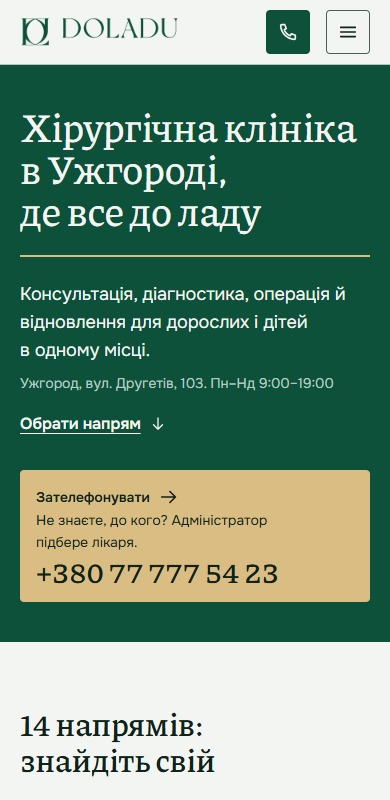 DOLADU
Хірургічна клініка
в Ужгороді,
де все до ладу
Консультація, діагностика, операція й
відновлення для дорослих і дітей
в одному місці.
Ужгород, вул. Другетів, 103. Пн–Нд 9:00–19:00
Обрати напрям ↓
Зателефонувати →
Не знаєте, до кого? Адміністратор
підбере лікаря.
+380 77 777 54 23
14 напрямів:
знайдіть свій